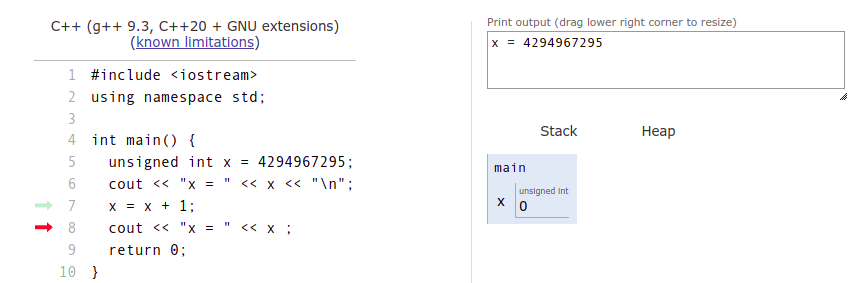 C++ (g++ 9.3, C++20 + GNU extensions)
(known limitations)
1 #include <iostream>
2 using namespace std;
3
4 int main() {
5   unsigned int x = 4294967295;
6   cout << "x = " << x << "\n";
7   x = x + 1;
8   cout << "x = " << x ;
9   return 0;
10 }
Print output (drag lower right corner to resize)
x = 4294967295
Stack Heap
main
unsigned int
x 0